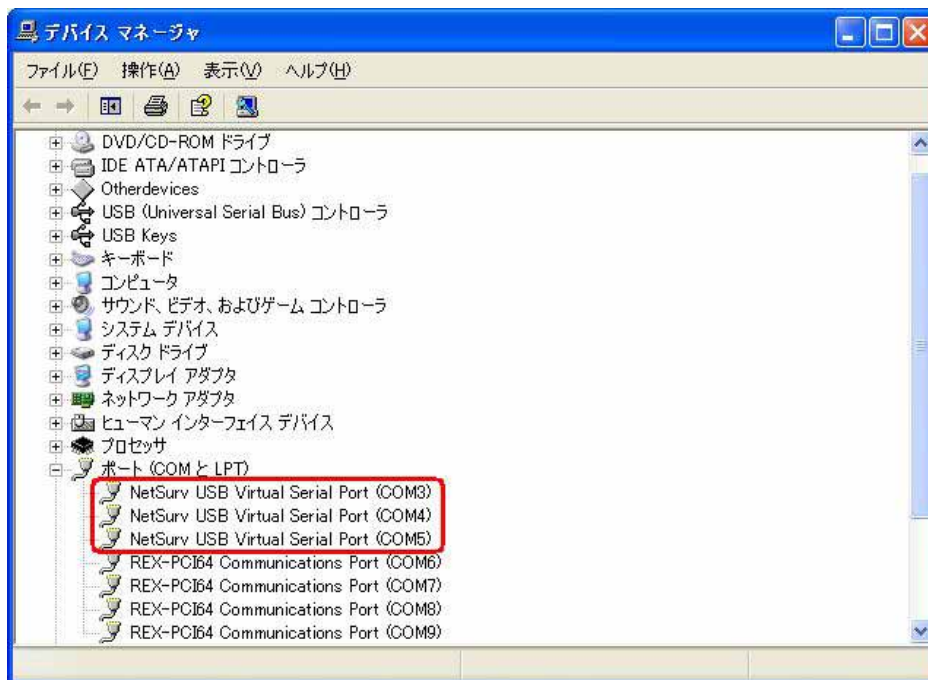 デバイス マネージャ
ファイル(F) 操作(A) 表示(V) ヘルプ(H)
DVD/CD-ROM ドライブ
IDE ATA/ATAPI コントローラ
Otherdevices
USB (Universal Serial Bus) コントローラ
USB Keys
キーボード
コンピュータ
サウンド、ビデオ、およびゲーム コントローラ
システム デバイス
ディスク ドライブ
ディスプレイ アダプタ
ネットワーク アダプタ
ヒューマン インターフェイス デバイス
プロセッサ
ポート (COM と LPT)
NetSurv USB Virtual Serial Port (COM3)
NetSurv USB Virtual Serial Port (COM4)
NetSurv USB Virtual Serial Port (COM5)
REX-PCI64 Communications Port (COM6)
REX-PCI64 Communications Port (COM7)
REX-PCI64 Communications Port (COM8)
REX-PCI64 Communications Port (COM9)